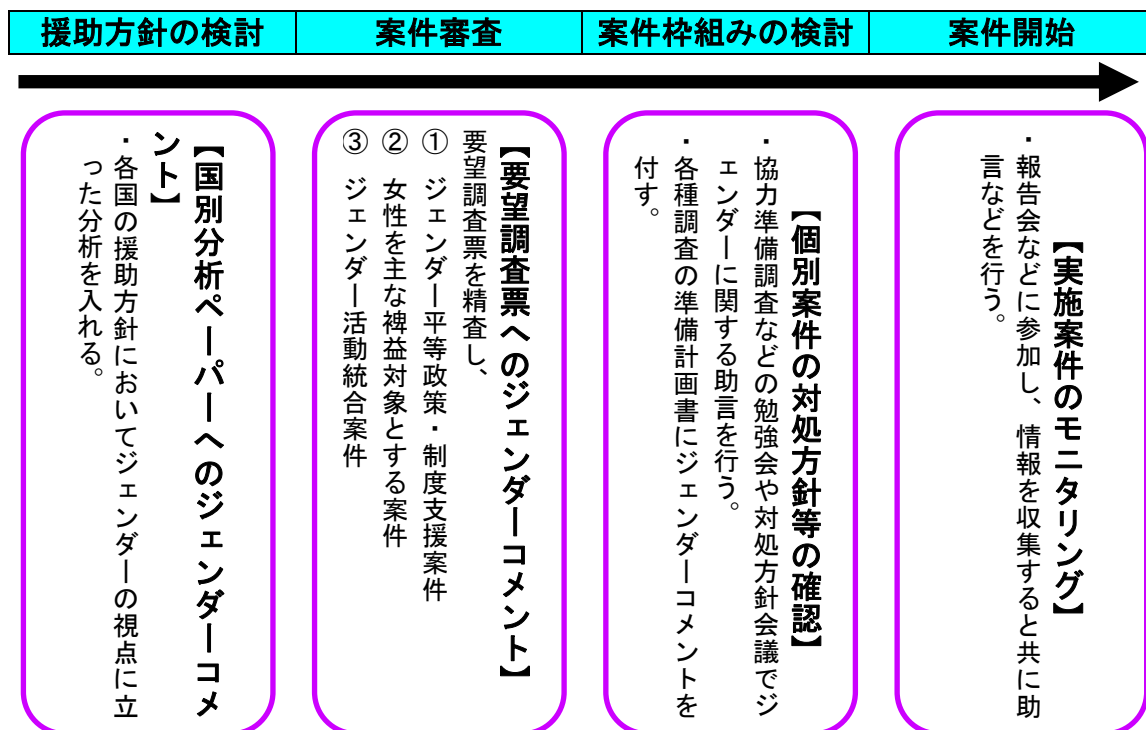 援助方針の検討
案件審査
案件枠組みの検討
案件開始
【国別分析ペーパーへのジェンダーコメ
ント】
・各国の援助方針においてジェンダーの視点に立
った分析を入れる。
【要望調査票へのジェンダーコメント】
要望調査票を精査し、
① ジェンダー平等政策・制度支援案件
② 女性を主な裨益対象とする案件
③ ジェンダー活動統合案件
【個別案件の対処方針等の確認】
・協力準備調査などの勉強会や対処方針会議でジ
ェンダーに関する助言を行う。
・各種調査の準備計画書にジェンダーコメントを
付す。
【実施案件のモニタリング】
・報告会などに参加し、情報を収集すると共に助
言などを行う。